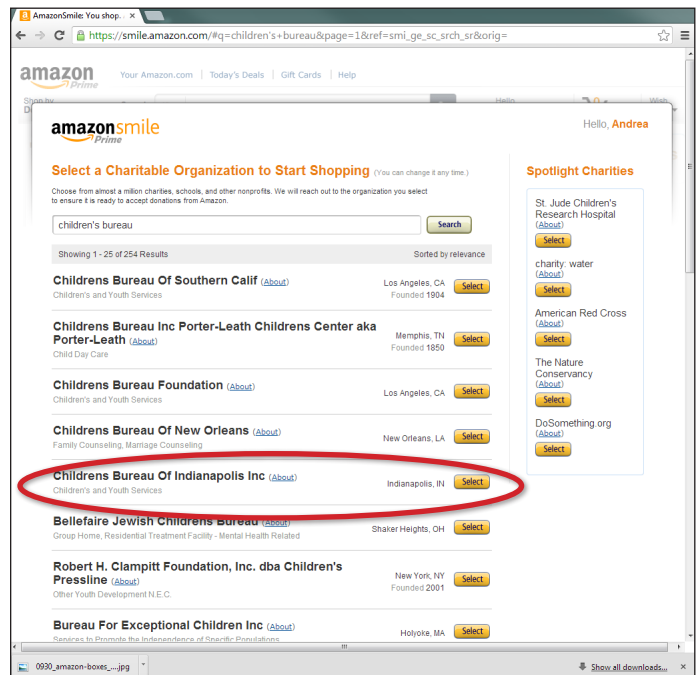 AmazonSmile: You shop.
https://smile.amazon.com/#q=children's+bureau&page=1&ref=smi_ge_sc_srch_sr&orig=
amazon
Prime
Your Amazon.com | Today's Deals | Gift Cards | Help
Shop by
Hello
Wish
amazonsmile
Prime
Hello, Andrea
Select a Charitable Organization to Start Shopping (You can change it any time.)
Choose from almost a million charities, schools, and other nonprofits. We will reach out to the organization you select
to ensure it is ready to accept donations from Amazon.
children's bureau
Search
Showing 1 - 25 of 254 Results
Sorted by relevance
Childrens Bureau Of Southern Calif (About)
Children's and Youth Services
Los Angeles, CA
Founded 1904
Select
Childrens Bureau Inc Porter-Leath Childrens Center aka
Porter-Leath (About)
Child Day Care
Memphis, TN
Founded 1850
Select
Childrens Bureau Foundation (About)
Children's and Youth Services
Los Angeles, CA
Select
Childrens Bureau Of New Orleans (About)
Family Counseling, Marriage Counseling
New Orleans, LA
Select
Childrens Bureau Of Indianapolis Inc (About)
Children's and Youth Services
Indianapolis, IN
Select
Bellefaire Jewish Childrens Bureau (About)
Group Home, Residential Treatment Facility - Mental Health Related
Shaker Heights, OH
Select
Robert H. Clampitt Foundation, Inc. dba Children's
Pressline (About)
Other Youth Development N.E.C.
New York, NY
Founded 2001
Select
Bureau For Exceptional Children Inc (About)
Services to Promote the Independence of Specific Populations
Holyoke, MA
Select
Spotlight Charities
St. Jude Children's
Research Hospital
(About)
Select
charity: water
(About)
Select
American Red Cross
(About)
Select
The Nature
Conservancy
(About)
Select
DoSomething.org
(About)
Select
0930_amazon-boxes_....jpg
Show all downloads...